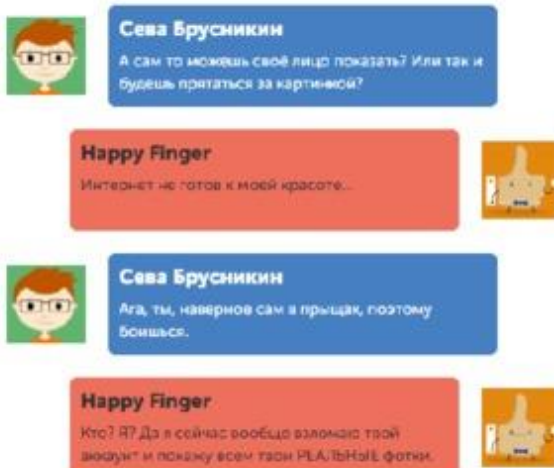 Сева Брусникин
А сам то можешь своё лицо показать? Или так и
будешь прятаться за картинкой?
Happy Finger
Интернет не готов к моей красоте...
Сева Брусникин
Ага, ты, наверное сам в прыщах, поэтому
боишься.
Happy Finger
Кто? Я? Да я сейчас вообще взломаю твой
аккаунт и покажу всем твои РЕАЛЬНЫЕ фотки.